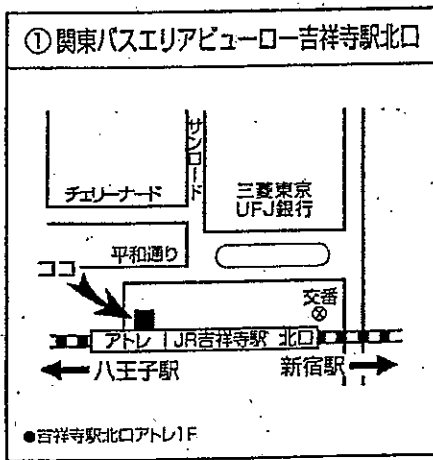 ①関東バスエリアビューロー吉祥寺駅北口
サンロード
チェリーナード
三菱東京
UFJ銀行
平和通り
ココ
交番
アトレ
JR吉祥寺駅 北口
八王子駅
新宿駅
●吉祥寺駅北口アトレ1F